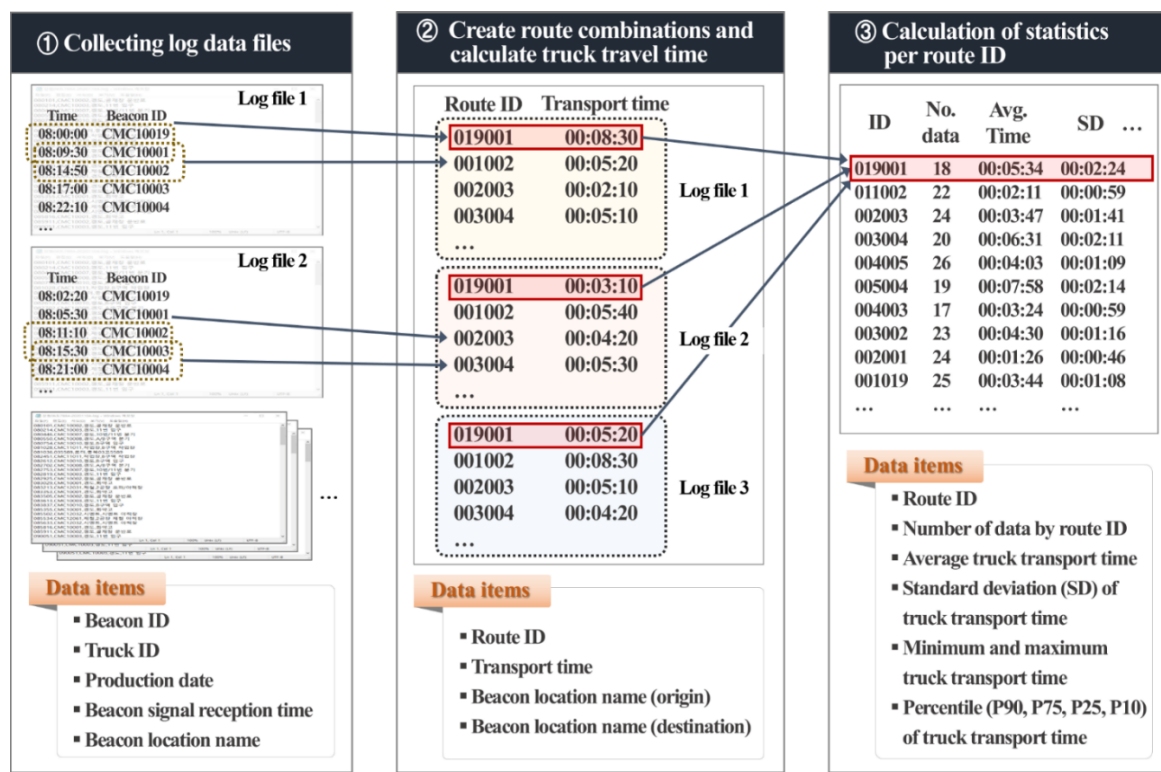 ① Collecting log data files
Log file 1
Time Beacon ID
08:00:00 CMC10019
08:09:30 CMC10001
08:14:50 CMC10002
08:17:00 CMC10003
08:22:10 CMC10004
...
Log file 2
Time Beacon ID
08:02:20 CMC10019
08:05:30 CMC10001
08:11:10 CMC10002
08:15:30 CMC10003
08:21:00 CMC10004
...
...
Data items
▪ Beacon ID
▪ Truck ID
▪ Production date
▪ Beacon signal reception time
▪ Beacon location name
② Create route combinations and
calculate truck travel time
Route ID Transport time
019001 00:08:30
001002 00:05:20
002003 00:02:10
003004 00:05:10
...
Log file 1
019001 00:03:10
001002 00:05:40
002003 00:04:20
003004 00:05:30
...
Log file 2
019001 00:05:20
001002 00:08:30
002003 00:05:10
003004 00:04:20
...
Log file 3
Data items
▪ Route ID
▪ Transport time
▪ Beacon location name (origin)
▪ Beacon location name (destination)
③ Calculation of statistics
per route ID
ID No. data Avg. Time SD ...
019001 18 00:05:34 00:02:24
011002 22 00:02:11 00:00:59
002003 24 00:03:47 00:01:41
003004 20 00:06:31 00:02:11
004005 26 00:04:03 00:01:09
005004 19 00:07:58 00:02:14
004003 17 00:03:24 00:00:59
003002 23 00:04:30 00:01:16
002001 24 00:01:26 00:00:46
001019 25 00:03:44 00:01:08
... ... ... ...
Data items
▪ Route ID
▪ Number of data by route ID
▪ Average truck transport time
▪ Standard deviation (SD) of
truck transport time
▪ Minimum and maximum
truck transport time
▪ Percentile (P90, P75, P25, P10)
of truck transport time